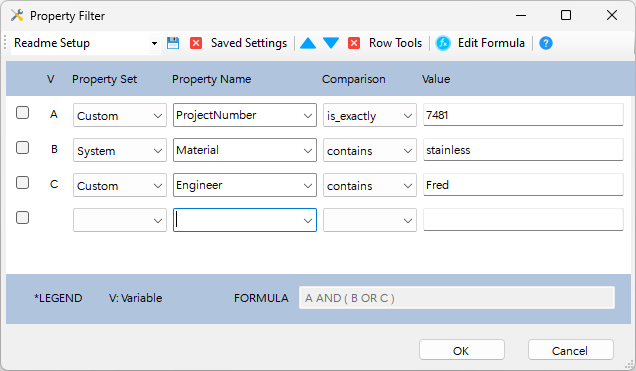 Property Filter
Readme Setup Saved Settings Row Tools fx Edit Formula ?
V Property Set Property Name Comparison Value
A Custom ProjectNumber is_exactly 7481
B System Material contains stainless
C Custom Engineer contains Fred
*LEGEND V: Variable FORMULA A AND ( B OR C )
OK Cancel